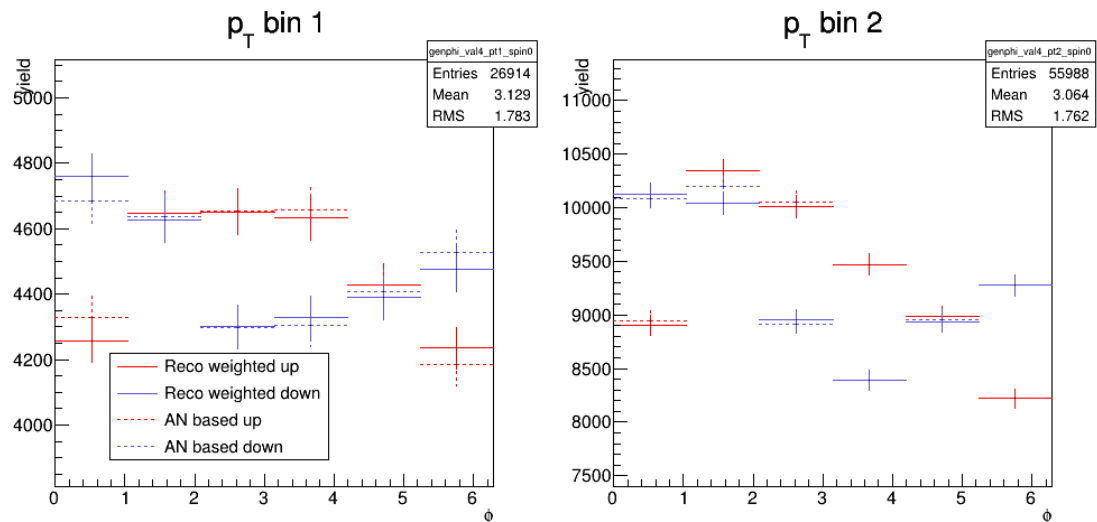 p_T bin 1
yield
genphi_val4_pt1_spin0
Entries 26914
Mean 3.129
RMS 1.783
5000
4800
4600
4400
4200
4000
Reco weighted up
Reco weighted down
AN based up
AN based down
0 1 2 3 4 5 6
ϕ
p_T bin 2
yield
genphi_val4_pt2_spin0
Entries 55988
Mean 3.064
RMS 1.762
11000
10500
10000
9500
9000
8500
8000
7500
0 1 2 3 4 5 6
ϕ